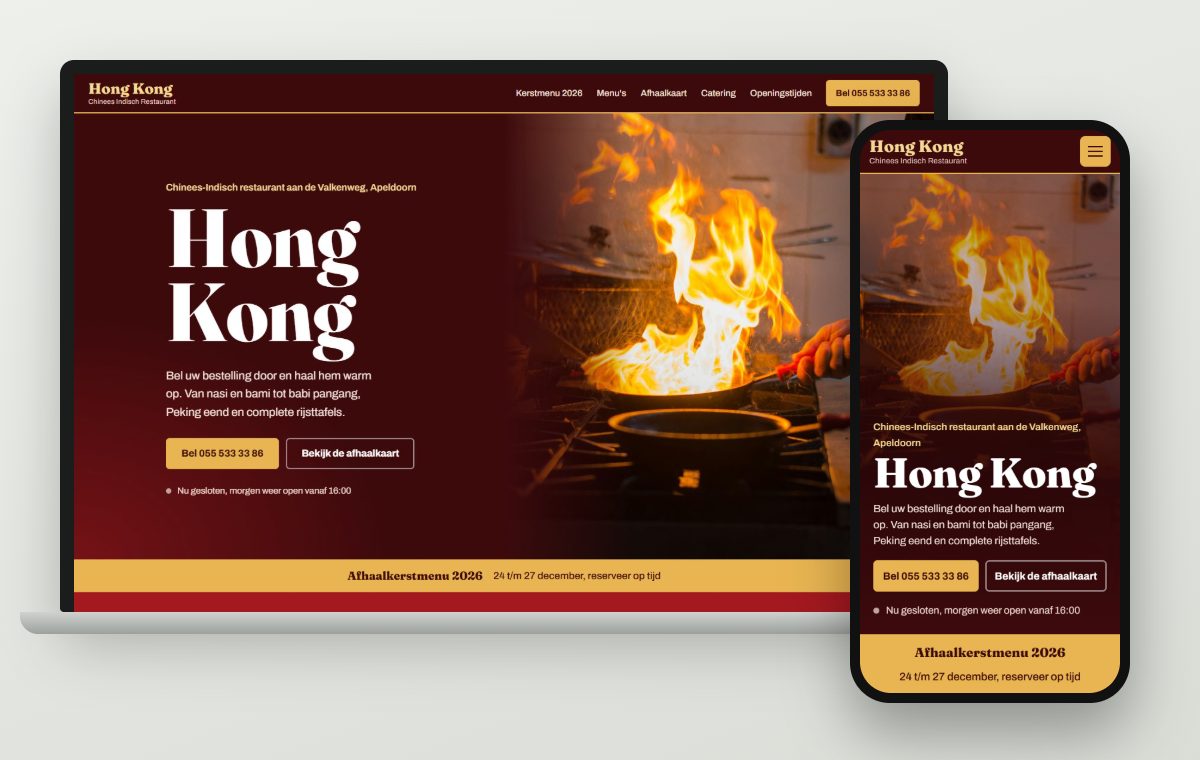 Hong Kong
Chinees Indisch Restaurant
Kerstmenu 2026 Menu's Afhaalkaart Catering Openingstijden Bel 055 533 33 86
Chinees-Indisch restaurant aan de Valkenweg, Apeldoorn
Hong
Kong
Bel uw bestelling door en haal hem warm
op. Van nasi en bami tot babi pangang,
Peking eend en complete rijsttafels.
Bel 055 533 33 86 Bekijk de afhaalkaart
Nu gesloten, morgen weer open vanaf 16:00
Afhaalkerstmenu 2026 24 t/m 27 december, reserveer op tijd
Hong Kong
Chinees Indisch Restaurant
Chinees-Indisch restaurant aan de Valkenweg,
Apeldoorn
Hong Kong
Bel uw bestelling door en haal hem warm
op. Van nasi en bami tot babi pangang,
Peking eend en complete rijsttafels.
Bel 055 533 33 86 Bekijk de afhaalkaart
Nu gesloten, morgen weer open vanaf 16:00
Afhaalkerstmenu 2026
24 t/m 27 december, reserveer op tijd